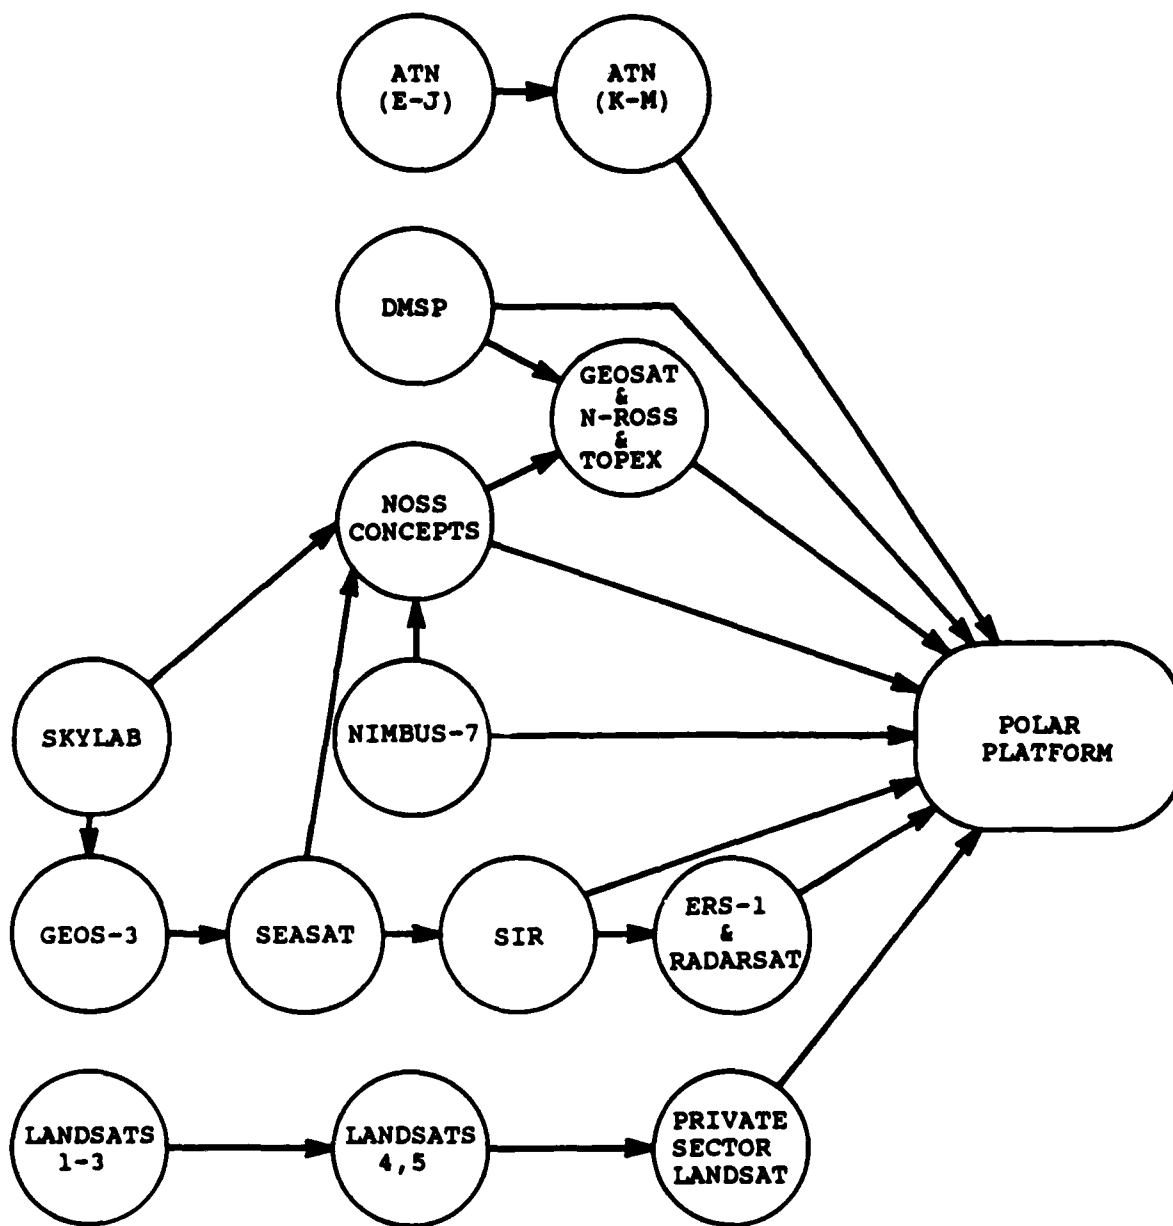 ATN
(E-J)
ATN
(K-M)
DMSP
GEOSAT
&
N-ROSS
&
TOPEX
NOSS
CONCEPTS
SKYLAB
NIMBUS-7
POLAR
PLATFORM
GEOS-3
SEASAT
SIR
ERS-1
&
RADARSAT
LANDSATS
1-3
LANDSATS
4,5
PRIVATE
SECTOR
LANDSAT